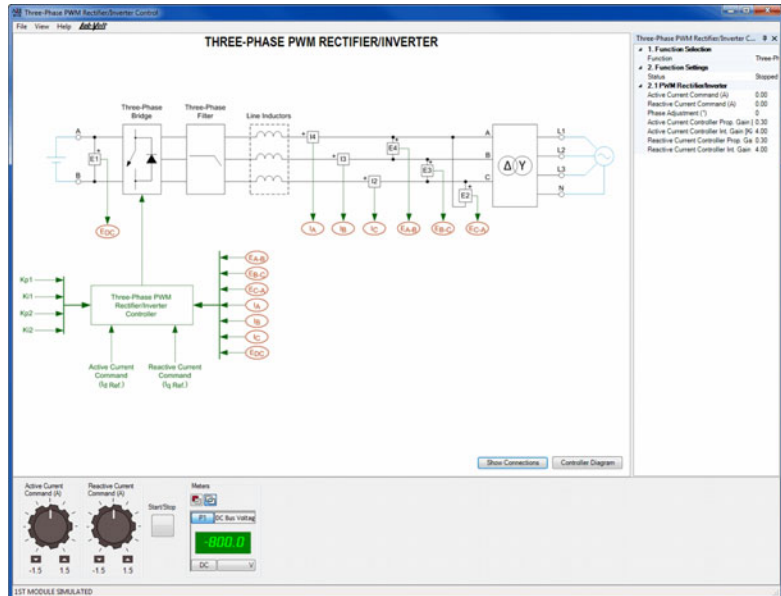 Three-Phase PWM Rectifier/Inverter Control
File View Help Lab-Volt
THREE-PHASE PWM RECTIFIER/INVERTER
Three-Phase Bridge
Three-Phase Filter
Line Inductors
A
B
E1
EDC
I4
I3
I2
E4
E3
E2
A
B
C
Δ Y
L1
L2
L3
N
IA
IB
IC
EA-B
EB-C
EC-A
Kp1
Ki1
Kp2
Ki2
Three-Phase PWM
Rectifier/Inverter
Controller
EA-B
EB-C
EC-A
IA
IB
IC
EDC
Active Current
Command
(Id Ref.)
Reactive Current
Command
(Iq Ref.)
Show Connections
Controller Diagram
Three-Phase PWM Rectifier/Inverter C...
1. Function Selection
Function Three-Ph
2. Function Settings
Status Stopped
2.1 PWM Rectifier/Inverter
Active Current Command (A) 0.00
Reactive Current Command (A) 0.00
Phase Adjustment (°) 0
Active Current Controller Prop. Gain [ 0.30
Active Current Controller Int. Gain [Ki 4.00
Reactive Current Controller Prop. Ga 0.30
Reactive Current Controller Int. Gain 4.00
Active Current
Command (A)
-1.5 1.5
Reactive Current
Command (A)
-1.5 1.5
Start/Stop
Meters
DC Bus Voltag
-800.0
DC V
1ST MODULE SIMULATED